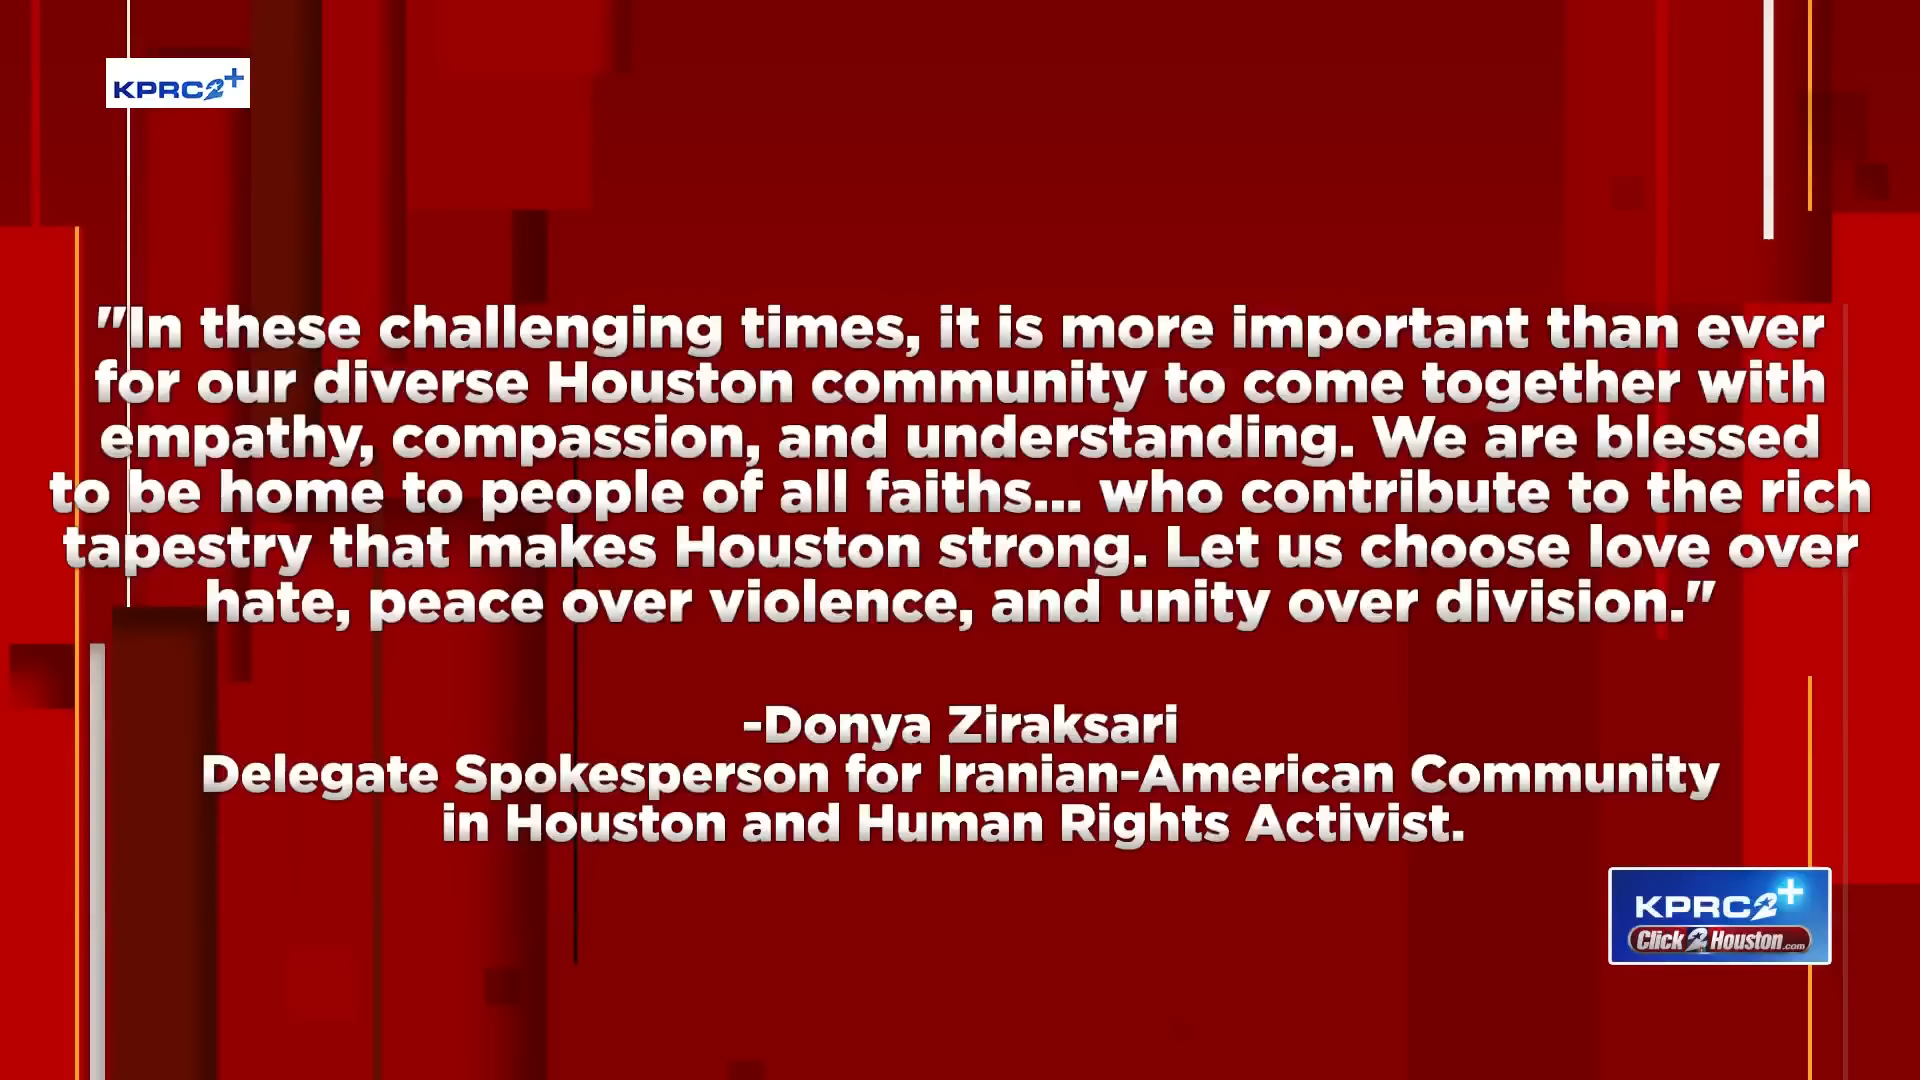 KPRC2+
"In these challenging times, it is more important than ever
for our diverse Houston community to come together with
empathy, compassion, and understanding. We are blessed
to be home to people of all faiths... who contribute to the rich
tapestry that makes Houston strong. Let us choose love over
hate, peace over violence, and unity over division."
-Donya Ziraksari
Delegate Spokesperson for Iranian-American Community
in Houston and Human Rights Activist.
KPRC2+
Click2Houston.com